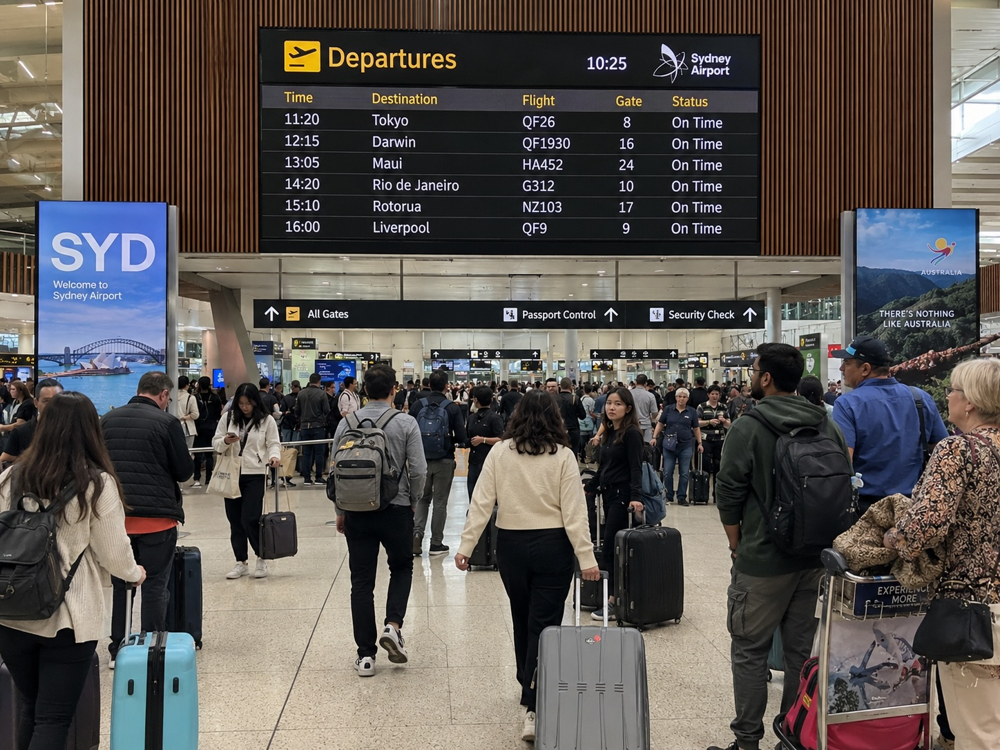 Departures 10:25 Sydney
Airport
Time Destination Flight Gate Status
11:20 Tokyo QF26 8 On Time
12:15 Darwin QF1930 16 On Time
13:05 Maui HA452 24 On Time
14:20 Rio de Janeiro G312 10 On Time
15:10 Rotorua NZ103 17 On Time
16:00 Liverpool QF9 9 On Time
SYD
Welcome to
Sydney Airport
All Gates Passport Control Security Check
AUSTRALIA
THERE'S NOTHING
LIKE AUSTRALIA
EXPERIENCE
MORE